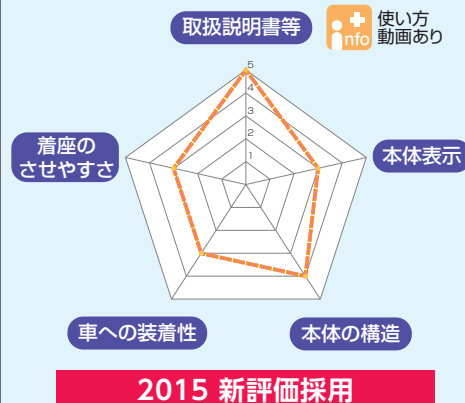 取扱説明書等
info
使い方
動画あり
5
4
3
2
1
着座の
させやすさ
本体表示
車への装着性
本体の構造
2015 新評価採用